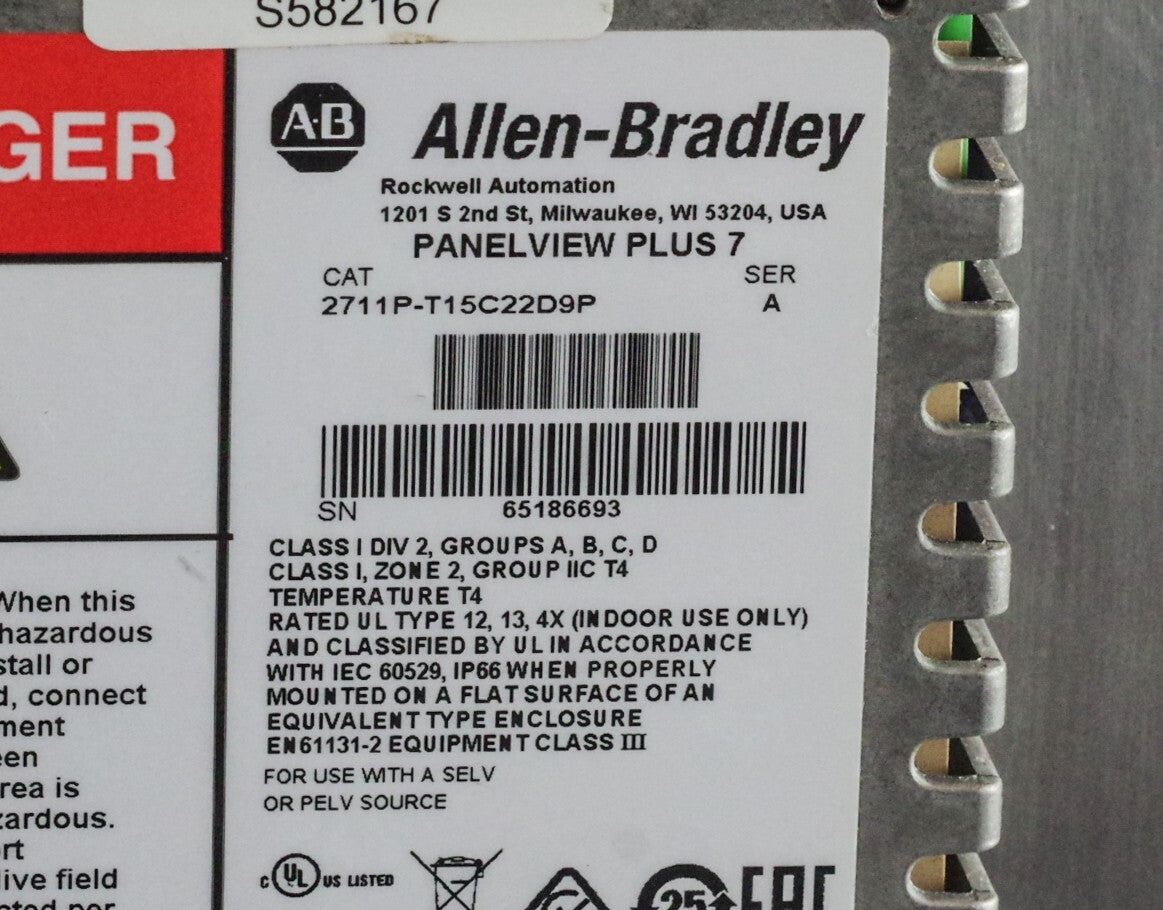 S582167
GER
A·B Allen-Bradley
Rockwell Automation
1201 S 2nd St, Milwaukee, WI 53204, USA
PANELVIEW PLUS 7
CAT SER
2711P-T15C22D9P A
SN 65186693
CLASS I DIV 2, GROUPS A, B, C, D
CLASS I, ZONE 2, GROUP IIC T4
TEMPERATURE T4
RATED UL TYPE 12, 13, 4X (INDOOR USE ONLY)
AND CLASSIFIED BY UL IN ACCORDANCE
WITH IEC 60529, IP66 WHEN PROPERLY
MOUNTED ON A FLAT SURFACE OF AN
EQUIVALENT TYPE ENCLOSURE
EN61131-2 EQUIPMENT CLASS III
FOR USE WITH A SELV
OR PELV SOURCE
C UL US LISTED
25
EAC
When this
hazardous
stall or
d, connect
ment
een
rea is
zardous.
rt
live field
cted per